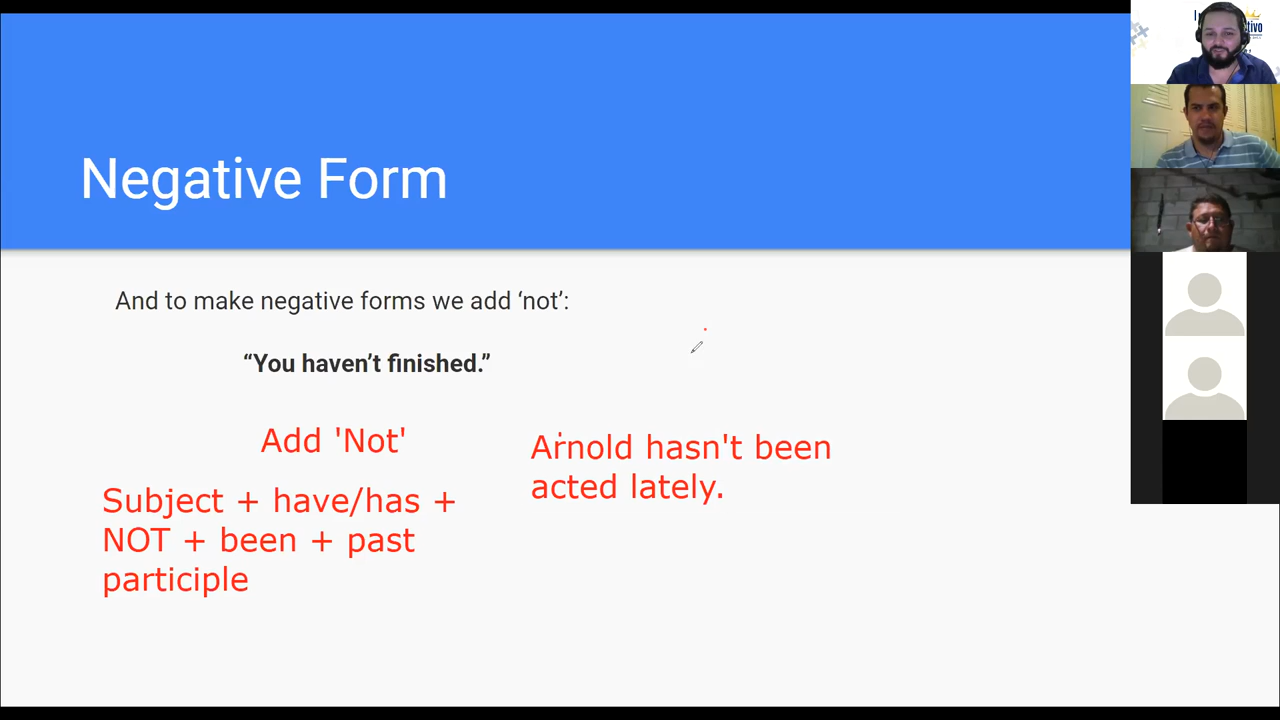 Negative Form
And to make negative forms we add ‘not’:
“You haven’t finished.”
Add 'Not'
Subject + have/has +
NOT + been + past
participle
Arnold hasn't been
acted lately.